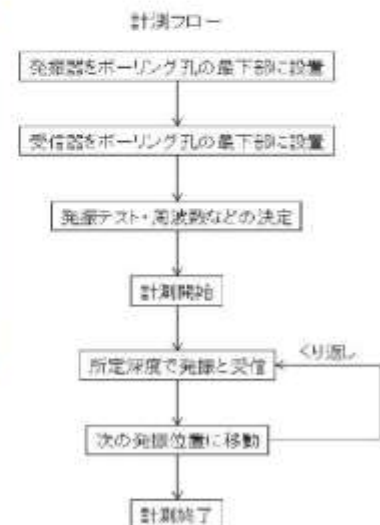 計測フロー
発振器をボーリング孔の最下部に設置
受信器をボーリング孔の最下部に設置
発振テスト・周波数などの決定
計測開始
所定深度で発振と受信
くり返し
次の発振位置に移動
計測終了